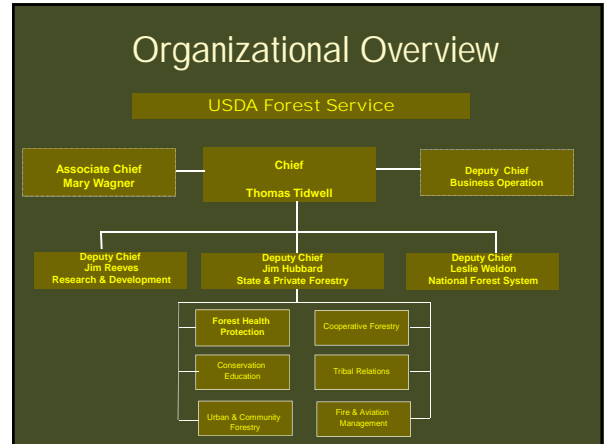 Organizational Overview
USDA Forest Service
Associate Chief
Mary Wagner
Chief
Thomas Tidwell
Deputy Chief
Business Operation
Deputy Chief
Jim Reeves
Research & Development
Deputy Chief
Jim Hubbard
State & Private Forestry
Deputy Chief
Leslie Weldon
National Forest System
Forest Health
Protection
Cooperative Forestry
Conservation
Education
Tribal Relations
Urban & Community
Forestry
Fire & Aviation
Management